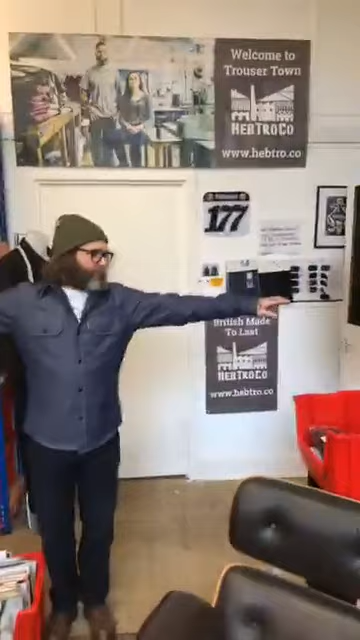 Welcome to
Trouser Town
HEBTROCO
www.hebtro.co
177
British Made
To Last
HEBTROCO
www.hebtro.co